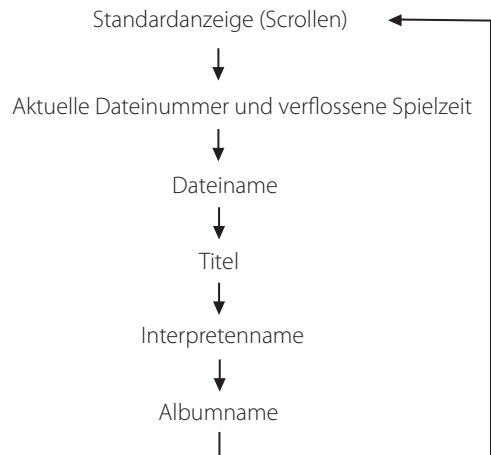 Standardanzeige (Scrollen)
Aktuelle Dateinummer und verflossene Spielzeit
Dateiname
Titel
Interpretenname
Albumname